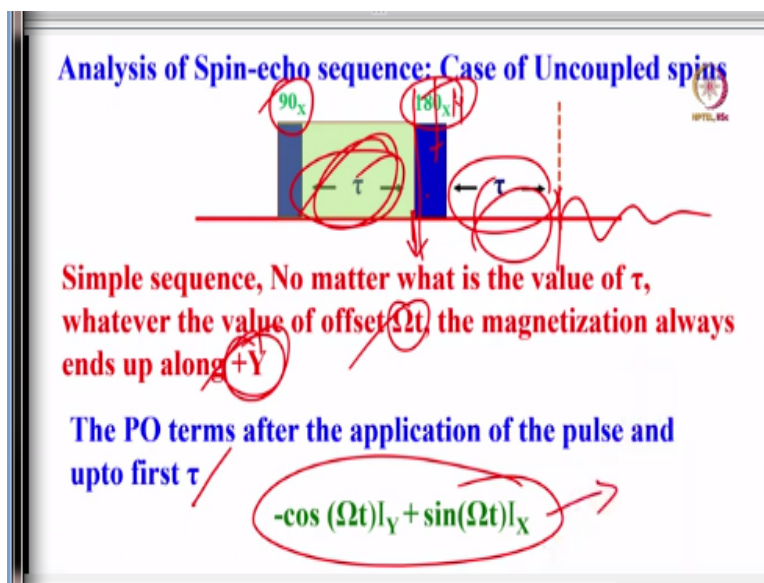 Analysis of Spin-echo sequence: Case of Uncoupled spins
90X
180X
NPTEL, IISc
τ
τ
Simple sequence, No matter what is the value of τ,
whatever the value of offset Ωt, the magnetization always
ends up along +Y
The PO terms after the application of the pulse and
upto first τ
-cos (Ωt)IY + sin(Ωt)IX